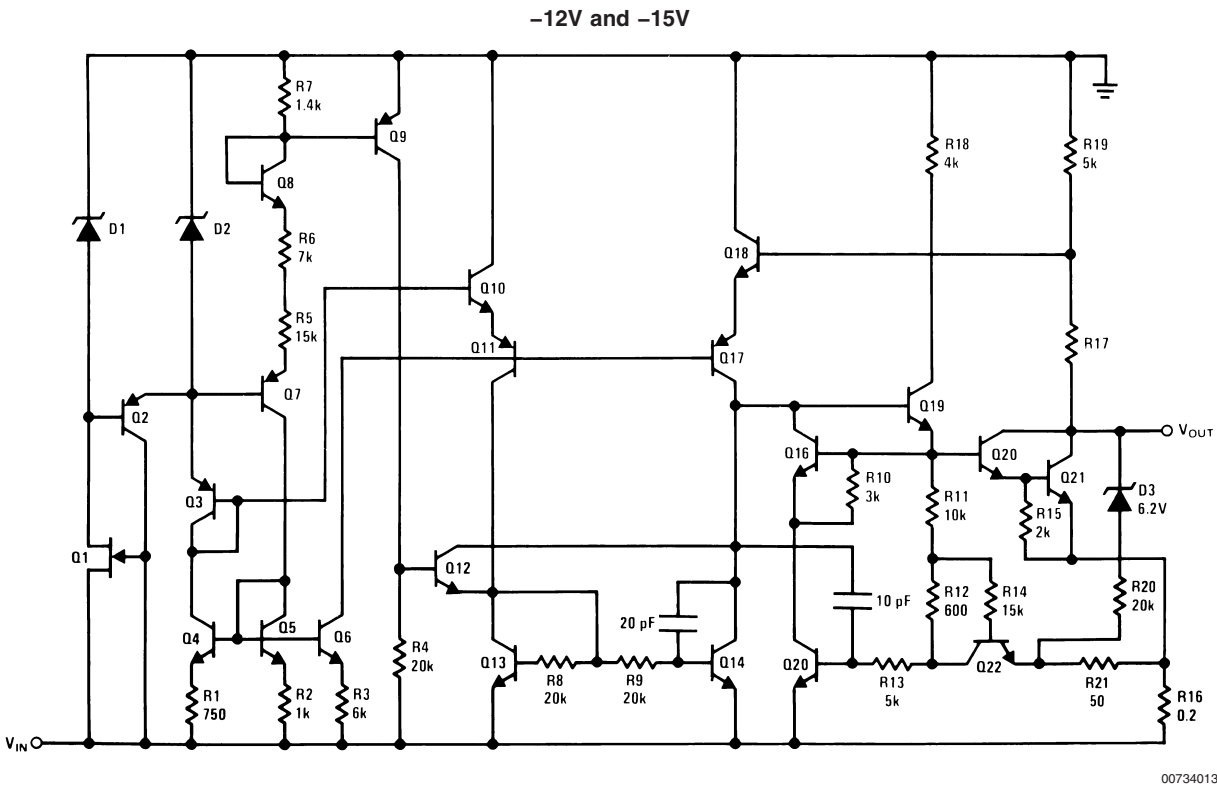 –12V and –15V
R7
1.4k
Q9
Q8
R18
4k
R19
5k
D1
D2
R6
7k
Q18
Q10
R5
15k
Q11
Q17
R17
Q7
Q2
Q19
VOUT
Q16
Q20
Q21
R10
3k
D3
6.2V
Q3
R11
10k
R15
2k
Q1
Q12
R12
600
R14
15k
R20
20k
10 pF
20 pF
Q4
Q5
Q6
R4
20k
Q13
R8
20k
R9
20k
Q14
Q20
R13
5k
Q22
R21
50
R16
0.2
R1
750
R2
1k
R3
6k
VIN
00734013